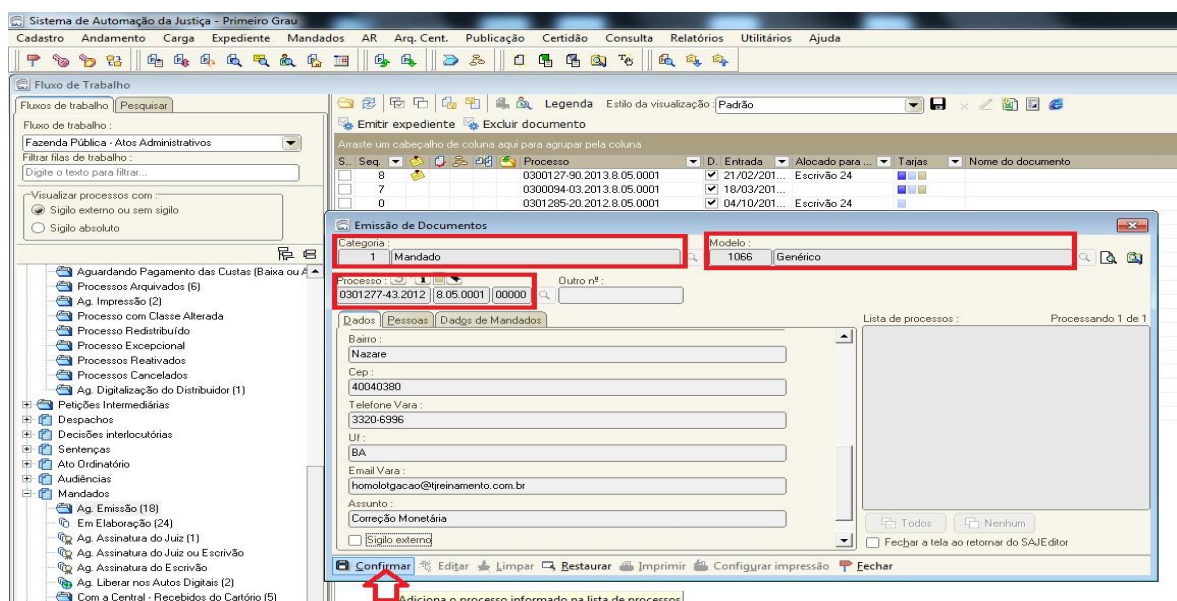 Sistema de Automação da Justiça - Primeiro Grau
Cadastro Andamento Carga Expediente Mandados AR Arq. Cent. Publicação Certidão Consulta Relatórios Utilitários Ajuda
Fluxo de Trabalho
Fluxos de trabalho Pesquisar
Legenda Estilo da visualização : Padrão
Fluxo de trabalho :
Emitir expediente Excluir documento
Fazenda Pública - Atos Administrativos
Arraste um cabeçalho de coluna aqui para agrupar pela coluna
Filtrar filas de trabalho :
S.. Seq. Processo D. Entrada Alocado para ... Tarjas Nome do documento
Digite o texto para filtrar...
8 0300127-90.2013.8.05.0001 21/02/201... Escrivão 24
7 0300094-03.2013.8.05.0001 18/03/201...
0 0301285-20.2012.8.05.0001 04/10/201... Escrivão 24
Visualizar processos com :
Sigilo externo ou sem sigilo
Sigilo absoluto
Aguardando Pagamento das Custas (Baixa ou A
Processos Arquivados (6)
Ag. Impressão (2)
Processo com Classe Alterada
Processo Redistribuído
Processo Excepcional
Processos Reativados
Processos Cancelados
Ag. Digitalização do Distribuidor (1)
Petições Intermediárias
Despachos
Decisões interlocutórias
Sentenças
Ato Ordinatório
Audiências
Mandados
Ag. Emissão (18)
Em Elaboração (24)
Ag. Assinatura do Juiz (1)
Ag. Assinatura do Juiz ou Escrivão
Ag. Assinatura do Escrivão
Ag. Liberar nos Autos Digitais (2)
Com a Central - Recebidos do Cartório (5)
Emissão de Documentos
Categoria : Modelo :
1 Mandado 1066 Genérico
Processo : Outro nº :
0301277-43.2012 8.05.0001 00000
Dados Pessoas Dados de Mandados Lista de processos : Processando 1 de 1
Bairro :
Nazare
Cep :
40040380
Telefone Vara :
3320-6996
Uf :
BA
Email Vara :
homolotgacao@tjreinamento.com.br
Assunto :
Correção Monetária
Todos Nenhum
Sigilo externo Fechar a tela ao retornar do SAJEditor
Confirmar Editar Limpar Restaurar Imprimir Configurar impressão Fechar
Adiciona o processo informado na lista de processos